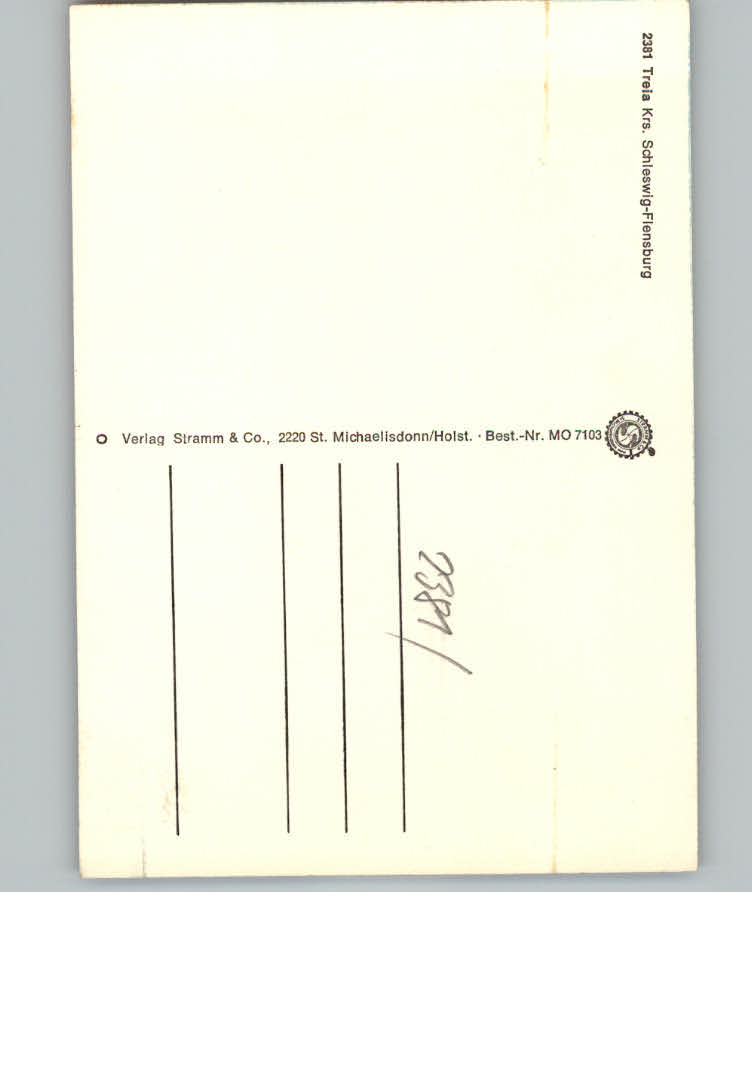 2381 Treia Krs. Schleswig-Flensburg
O Verlag Stramm & Co., 2220 St. Michaelisdonn/Holst. · Best.-Nr. MO 7103
2381/